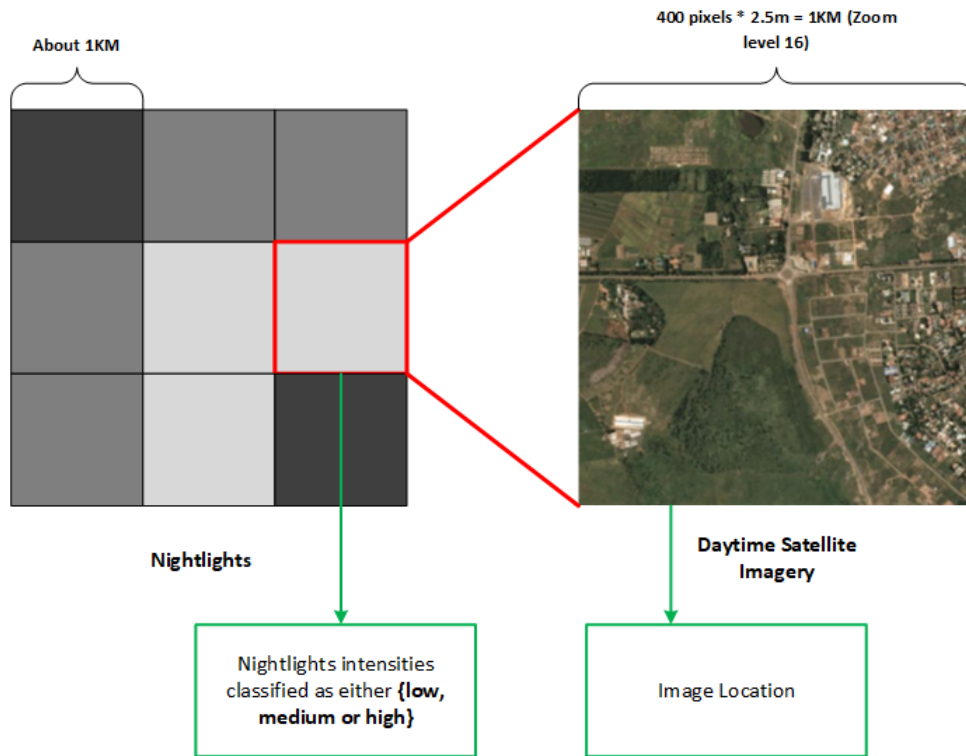 400 pixels * 2.5m = 1KM (Zoom
level 16)
About 1KM
Nightlights
Daytime Satellite
Imagery
Nightlights intensities
classified as either {low,
medium or high}
Image Location